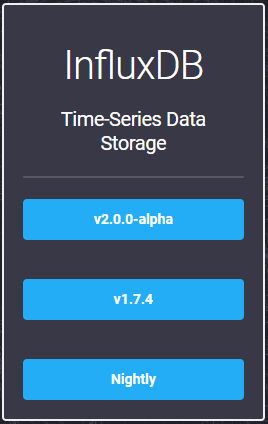 InfluxDB
Time-Series Data
Storage
v2.0.0-alpha
v1.7.4
Nightly